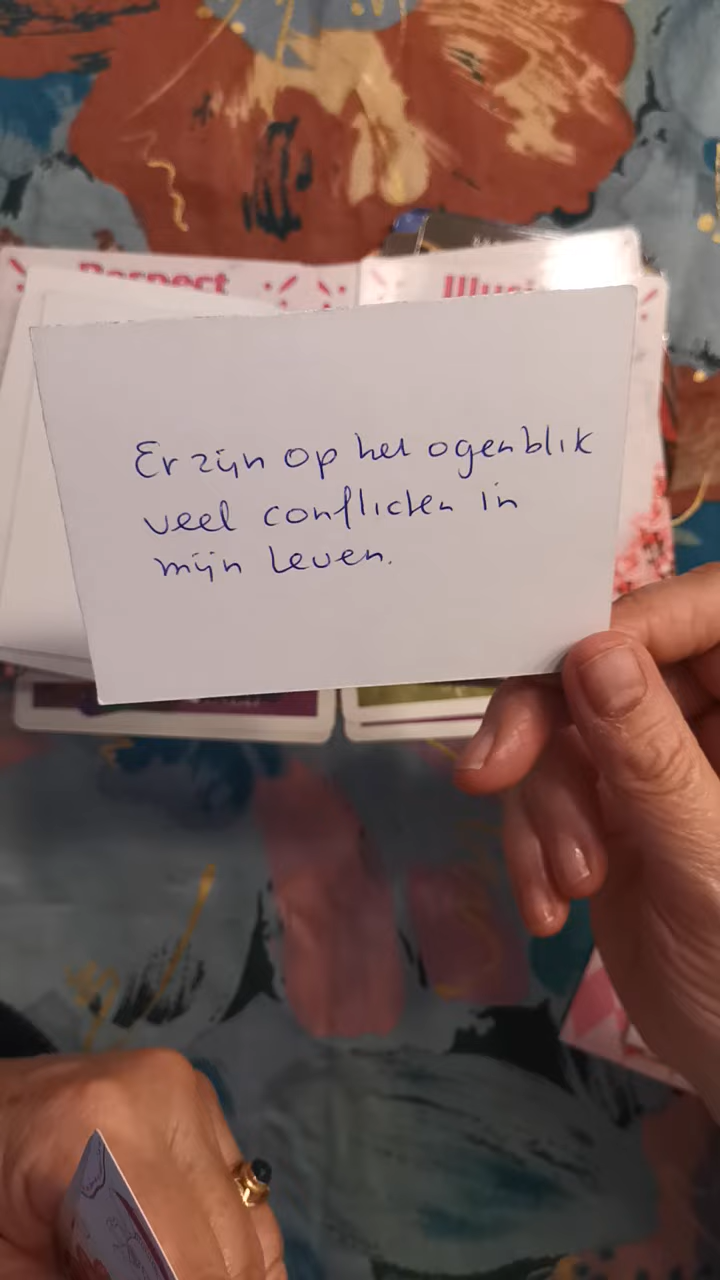 Respect
Er zijn op het ogenblik
veel conflicten in
mijn leven.